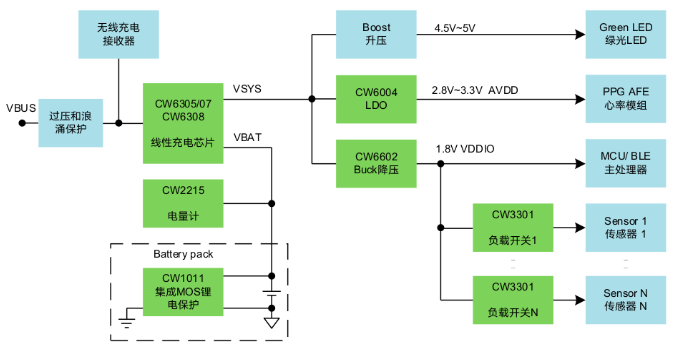 无线充电
接收器
VBUS
过压和浪
涌保护
CW6305/07
CW6308
线性充电芯片
VSYS
VBAT
CW2215
电量计
Battery pack
CW1011
集成MOS锂
电保护
Boost
升压
4.5V~5V
Green LED
绿光LED
CW6004
LDO
2.8V~3.3V AVDD
PPG AFE
心率模组
CW6602
Buck降压
1.8V VDDIO
MCU/ BLE
主处理器
CW3301
负载开关1
Sensor 1
传感器 1
...
...
CW3301
负载开关N
Sensor N
传感器 N